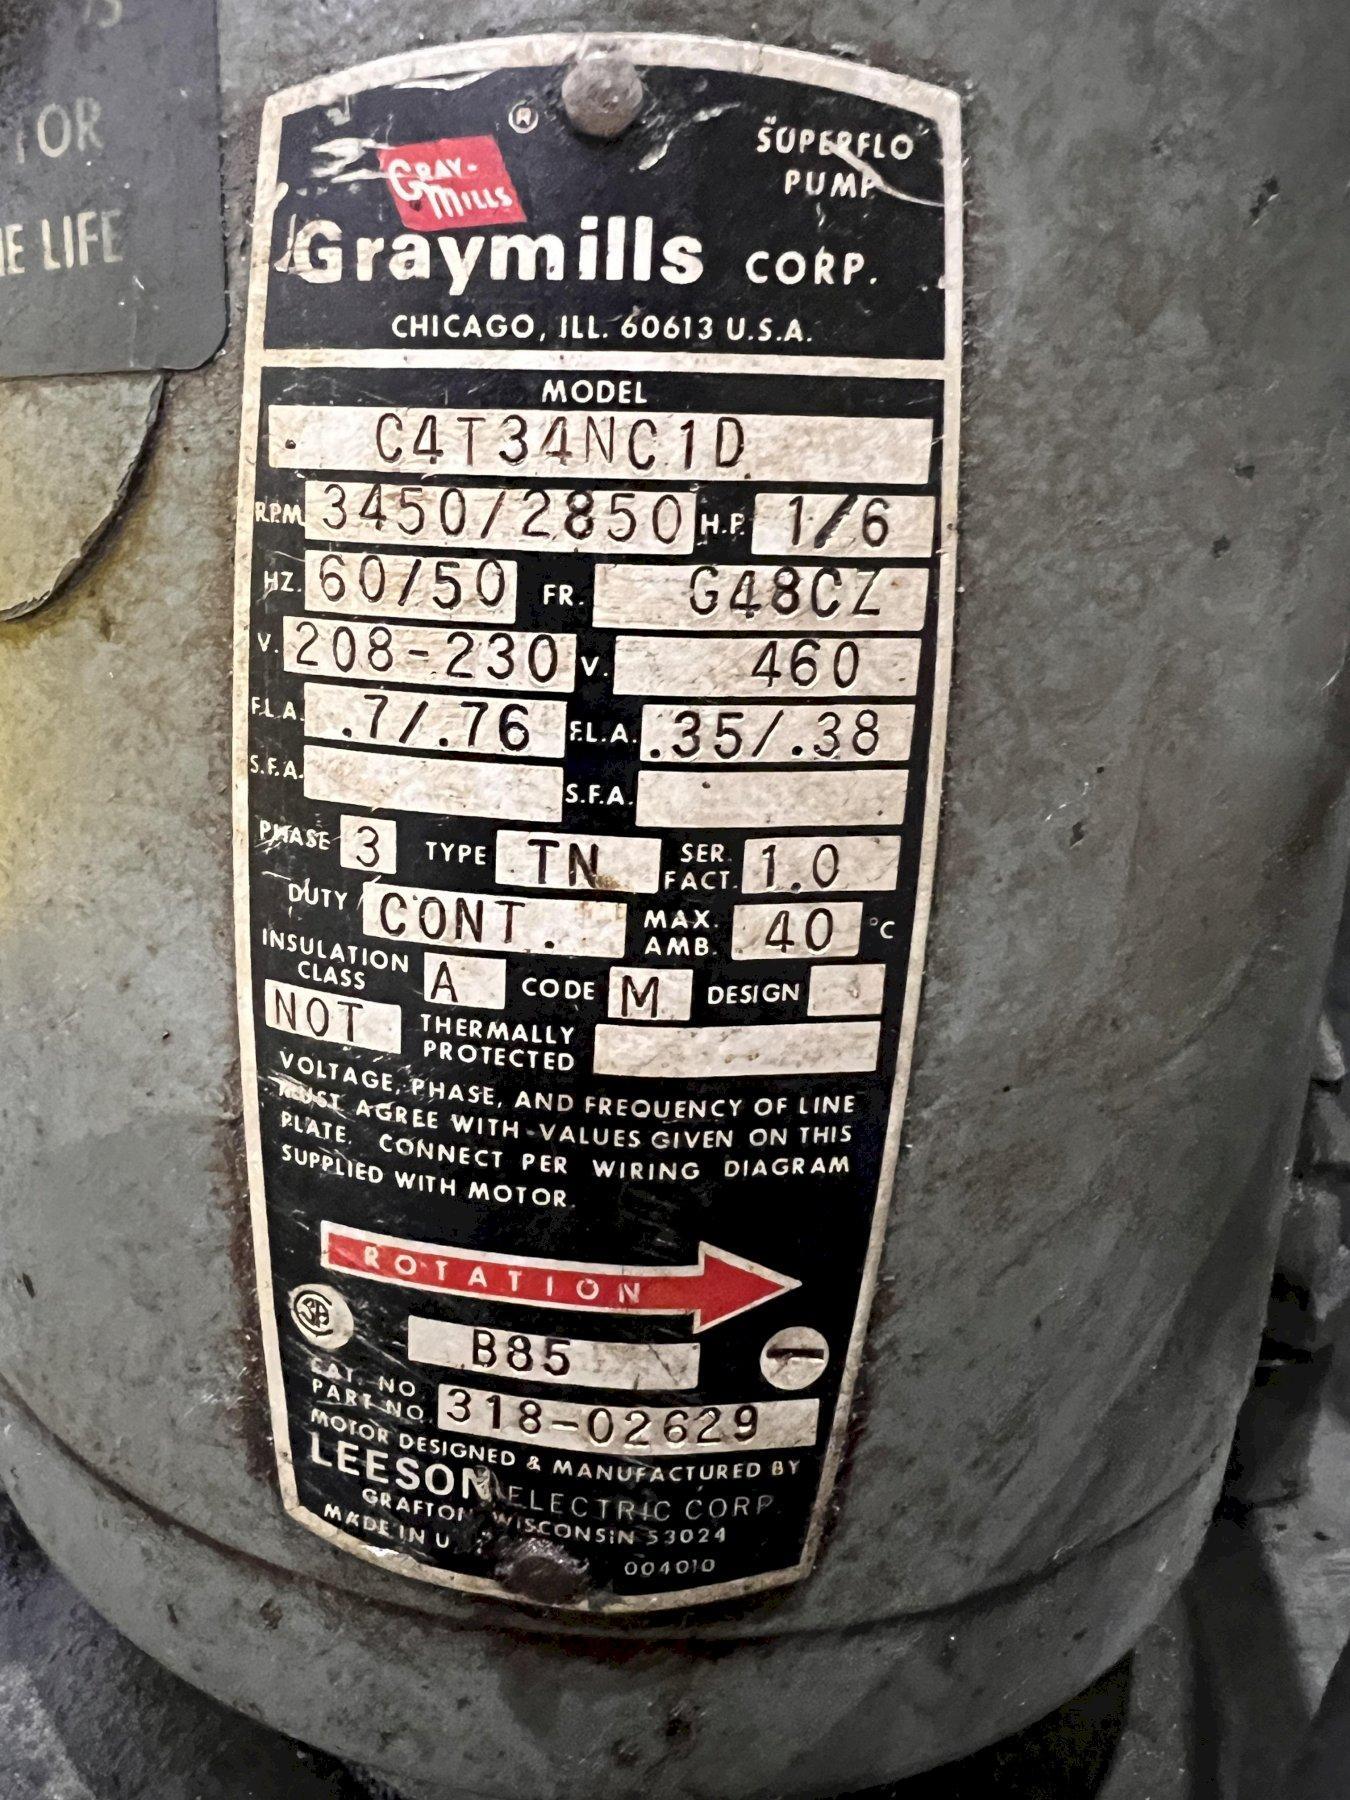 TOR
LIFE
®
"SUPERFLO"
PUMP
GRAY-
MILLS
Graymills CORP.
CHICAGO, ILL. 60613 U.S.A.
MODEL
C4T34NC1D
R.P.M. 3450/2850 H.P. 1/6
HZ. 60/50 FR. G48CZ
V. 208-230 V. 460
F.L.A. .7/.76 F.L.A. .35/.38
S.F.A. S.F.A.
PHASE 3 TYPE TN SER. FACT. 1.0
DUTY CONT. MAX. AMB. 40 °C
INSULATION CLASS A CODE M DESIGN
NOT THERMALLY PROTECTED
VOLTAGE, PHASE, AND FREQUENCY OF LINE
MUST AGREE WITH VALUES GIVEN ON THIS
PLATE. CONNECT PER WIRING DIAGRAM
SUPPLIED WITH MOTOR.
ROTATION
SA
B85
CAT. NO.
PART NO. 318-02629
MOTOR DESIGNED & MANUFACTURED BY
LEESON ELECTRIC CORP.
GRAFTON, WISCONSIN 53024
MADE IN U
004010